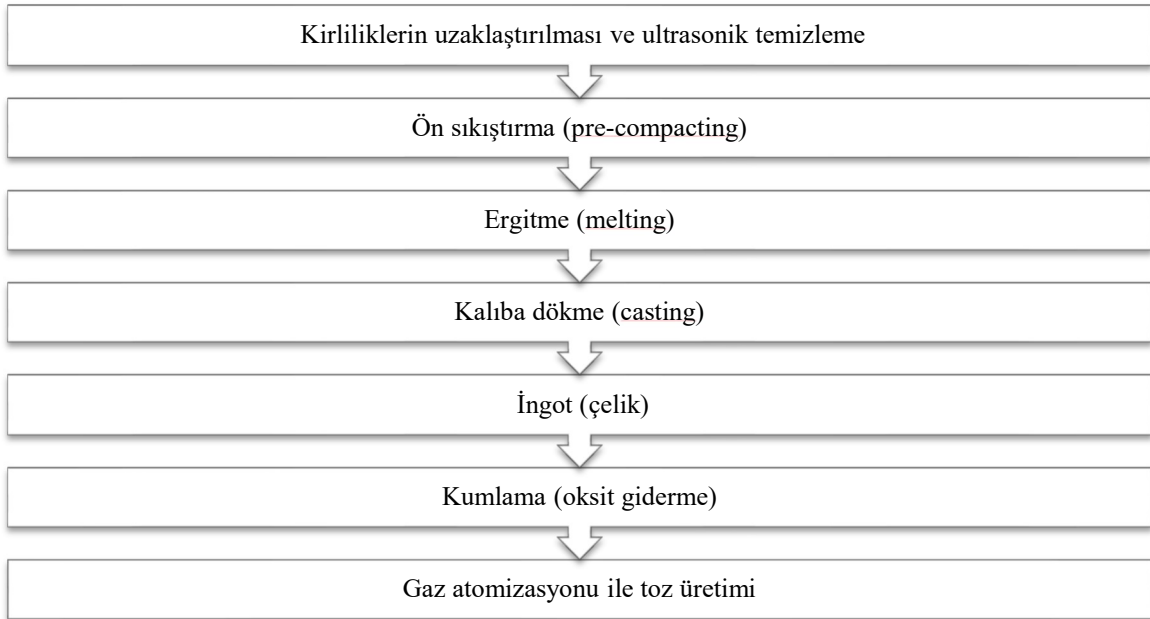 Kirliliklerin uzaklaştırılması ve ultrasonik temizleme
Ön sıkıştırma (pre-compacting)
Ergitme (melting)
Kalıba dökme (casting)
İngot (çelik)
Kumlama (oksit giderme)
Gaz atomizasyonu ile toz üretimi